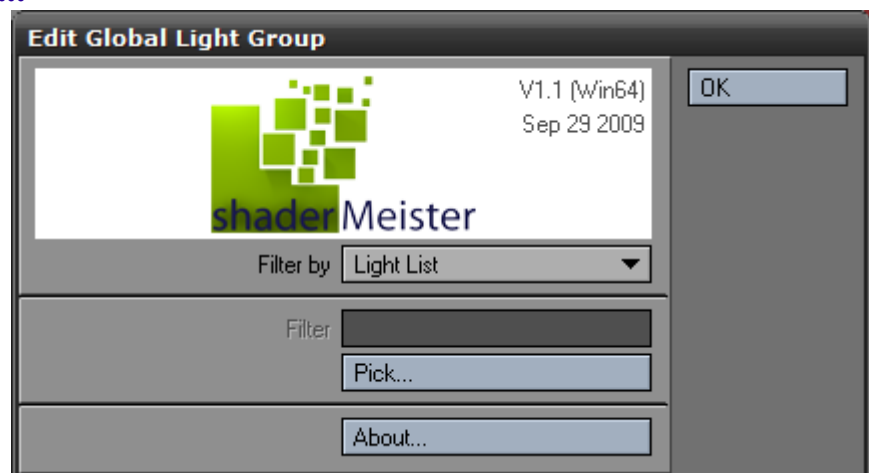 Edit Global Light Group
V1.1 (Win64)
Sep 29 2009
OK
shaderMeister
Filter by Light List
Filter
Pick...
About...